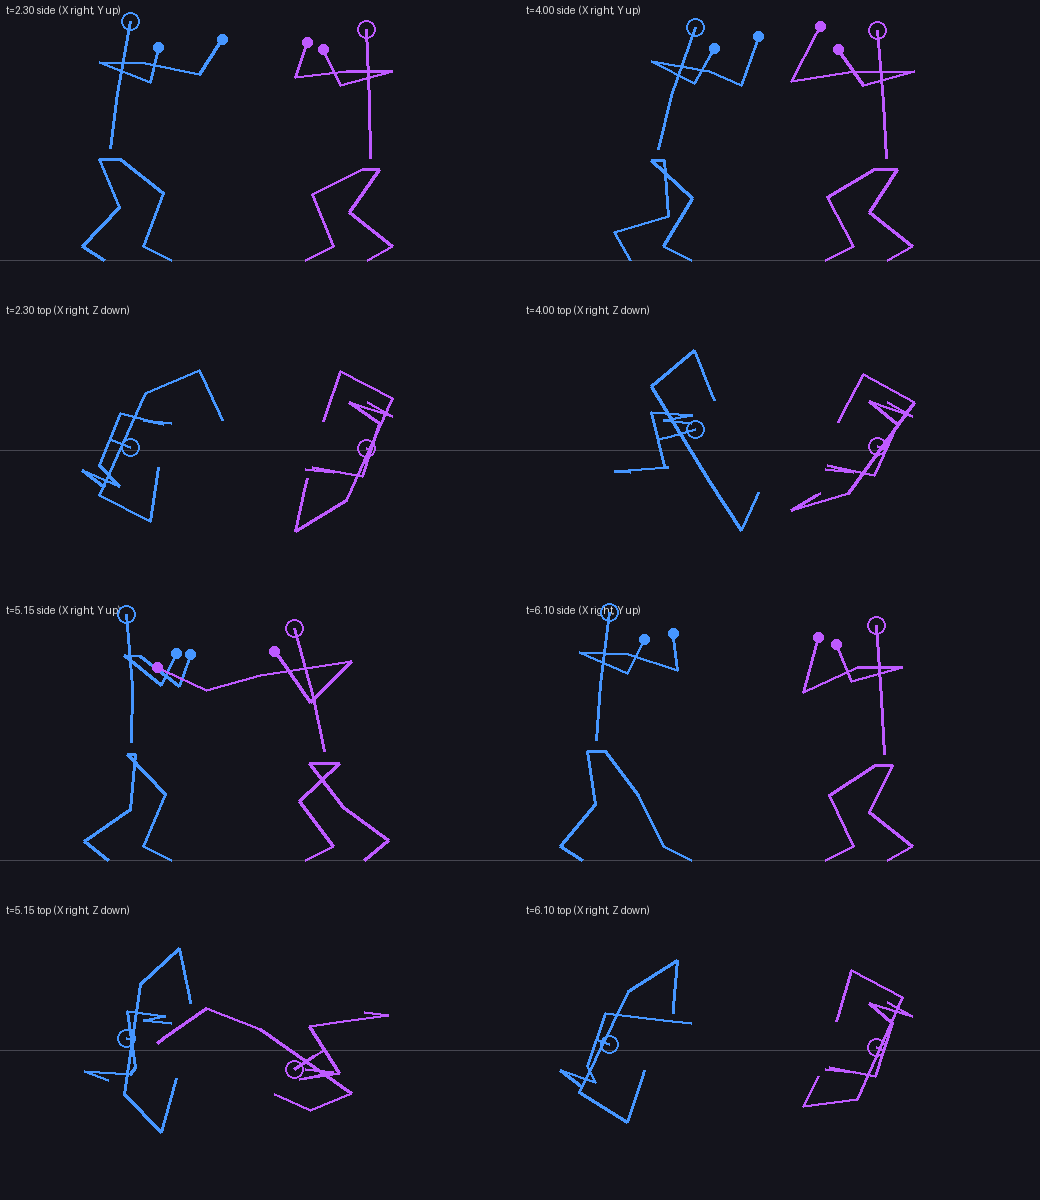 t=2.30 side (X right, Y up)
t=4.00 side (X right, Y up)
t=2.30 top (X right, Z down)
t=4.00 top (X right, Z down)
t=5.15 side (X right, Y up)
t=6.10 side (X right, Y up)
t=5.15 top (X right, Z down)
t=6.10 top (X right, Z down)